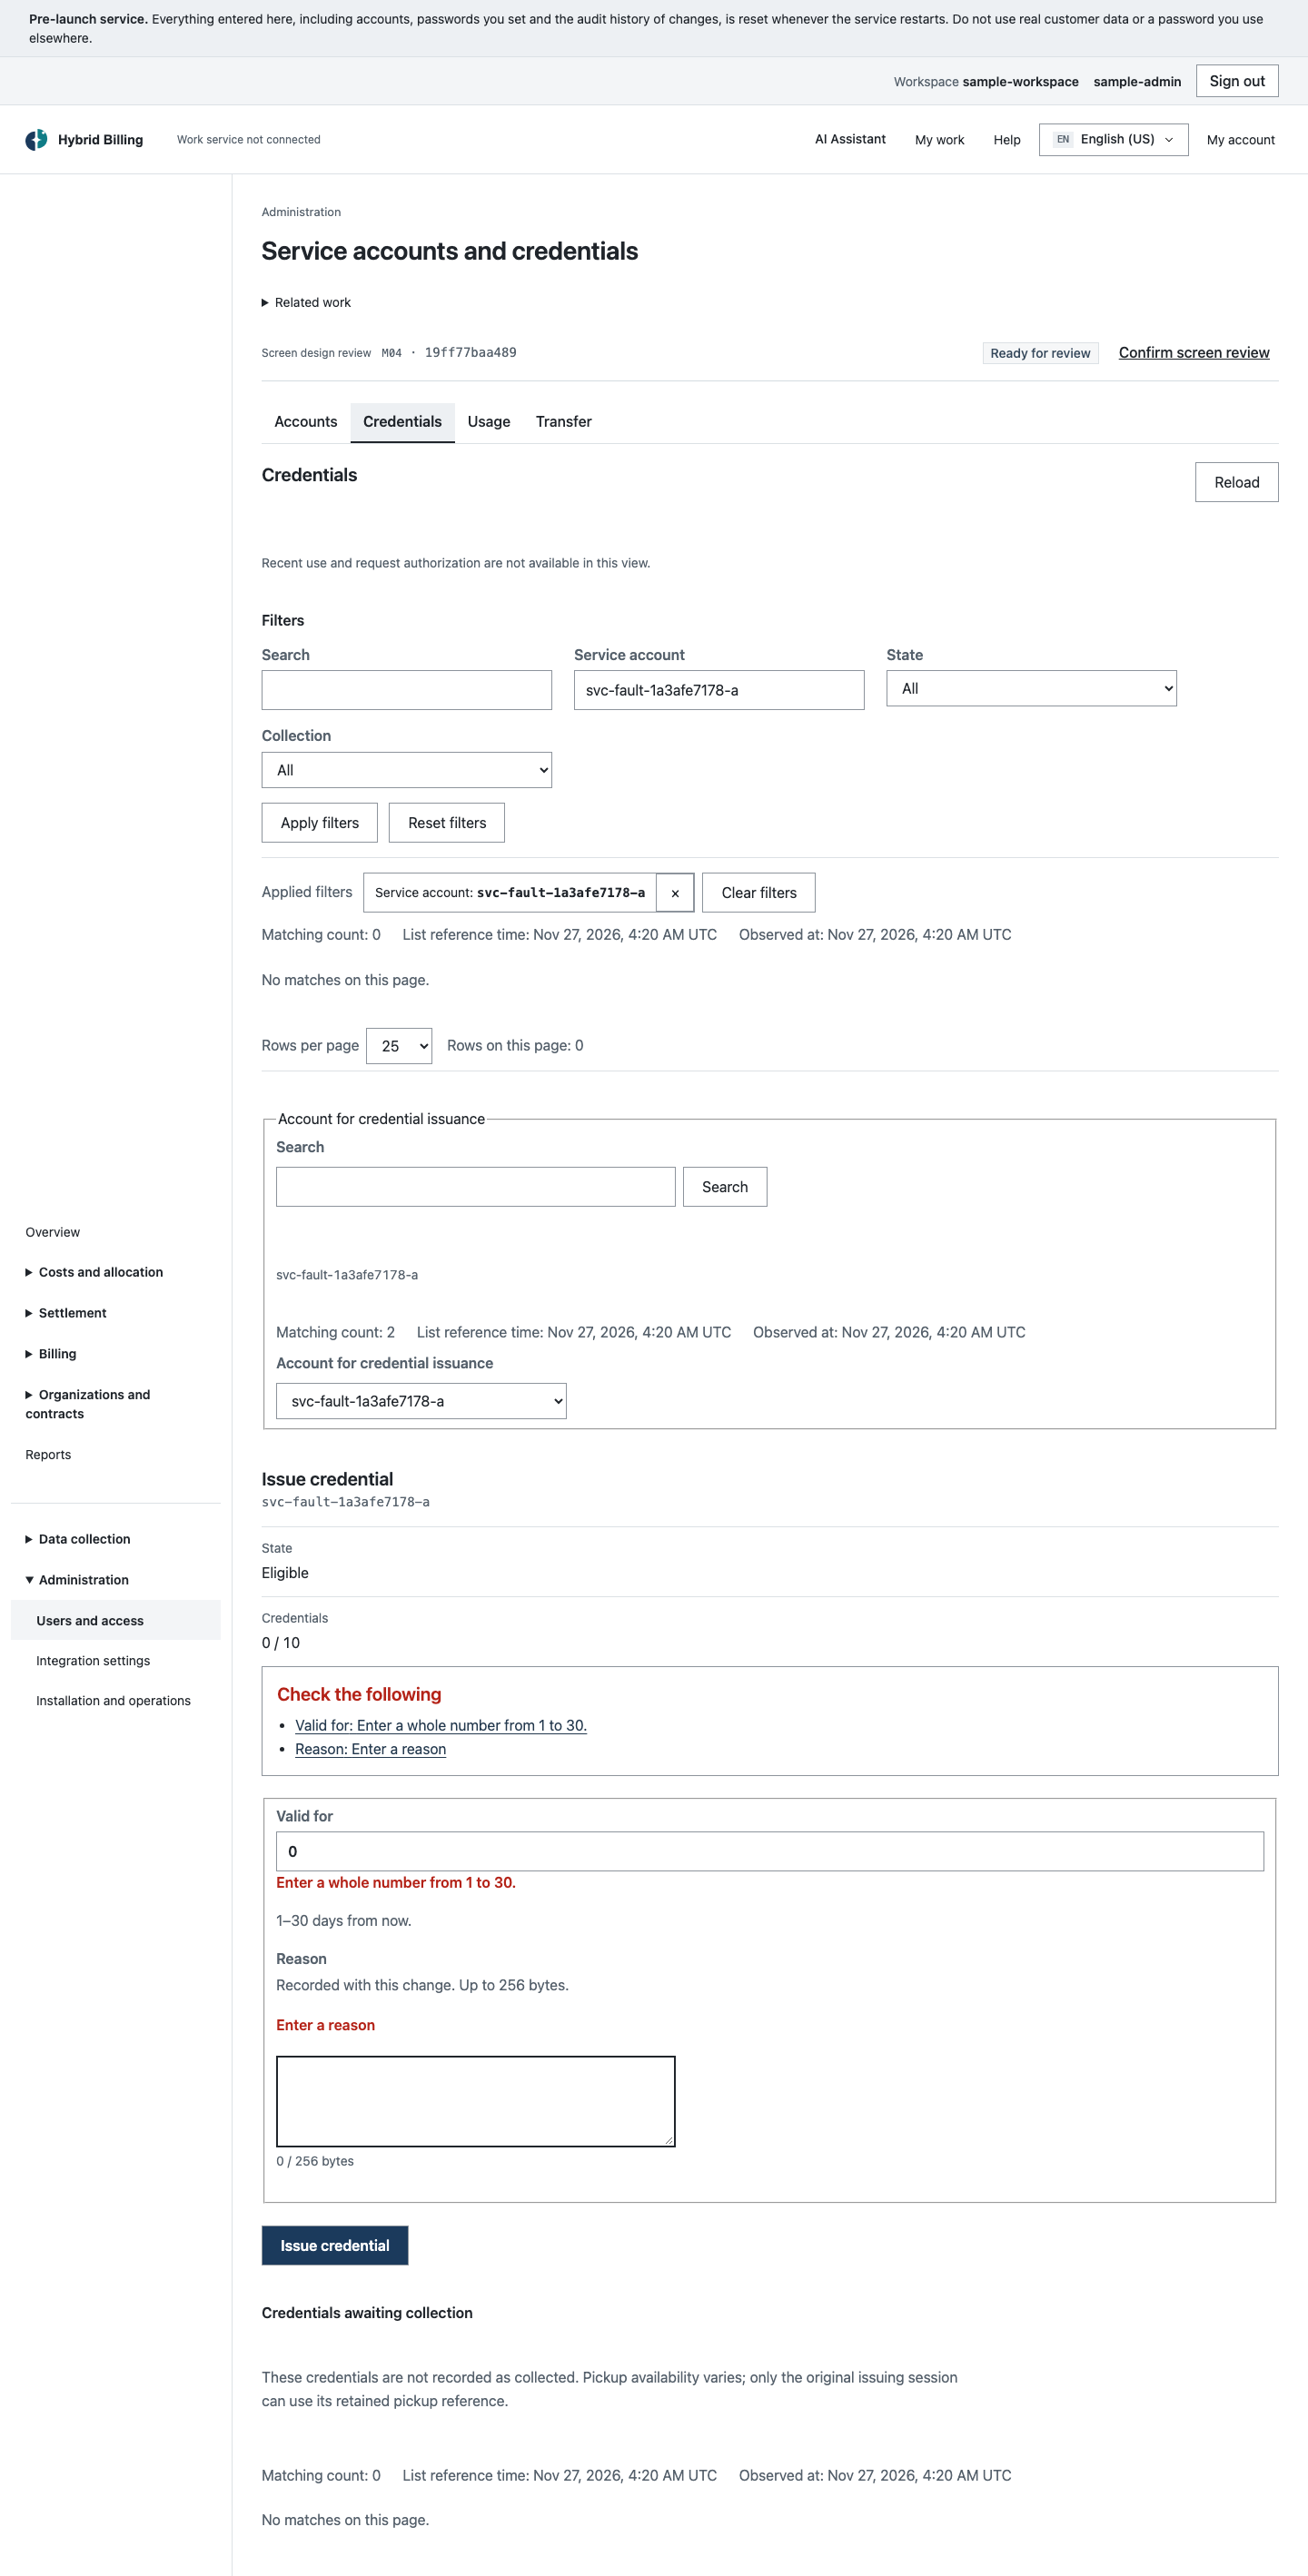 Pre-launch service. Everything entered here, including accounts, passwords you set and the audit history of changes, is reset whenever the service restarts. Do not use real customer data or a password you use
elsewhere.
Workspace sample-workspace sample-admin Sign out
Hybrid Billing Work service not connected AI Assistant My work Help EN English (US) My account
Administration
Service accounts and credentials
Related work
Screen design review M04 · 19ff77baa489 Ready for review Confirm screen review
Accounts Credentials Usage Transfer
Credentials Reload
Recent use and request authorization are not available in this view.
Filters
Search Service account State
svc-fault-1a3afe7178-a All
Collection
All
Apply filters Reset filters
Applied filters Service account: svc-fault-1a3afe7178-a × Clear filters
Matching count: 0 List reference time: Nov 27, 2026, 4:20 AM UTC Observed at: Nov 27, 2026, 4:20 AM UTC
No matches on this page.
Rows per page 25 Rows on this page: 0
Account for credential issuance
Search
Search
svc-fault-1a3afe7178-a
Matching count: 2 List reference time: Nov 27, 2026, 4:20 AM UTC Observed at: Nov 27, 2026, 4:20 AM UTC
Account for credential issuance
svc-fault-1a3afe7178-a
Overview
Costs and allocation
Settlement
Billing
Organizations and
contracts
Reports
Data collection
Administration
Users and access
Integration settings
Installation and operations
Issue credential
svc-fault-1a3afe7178-a
State
Eligible
Credentials
0 / 10
Check the following
• Valid for: Enter a whole number from 1 to 30.
• Reason: Enter a reason
Valid for
0
Enter a whole number from 1 to 30.
1–30 days from now.
Reason
Recorded with this change. Up to 256 bytes.
Enter a reason
0 / 256 bytes
Issue credential
Credentials awaiting collection
These credentials are not recorded as collected. Pickup availability varies; only the original issuing session
can use its retained pickup reference.
Matching count: 0 List reference time: Nov 27, 2026, 4:20 AM UTC Observed at: Nov 27, 2026, 4:20 AM UTC
No matches on this page.